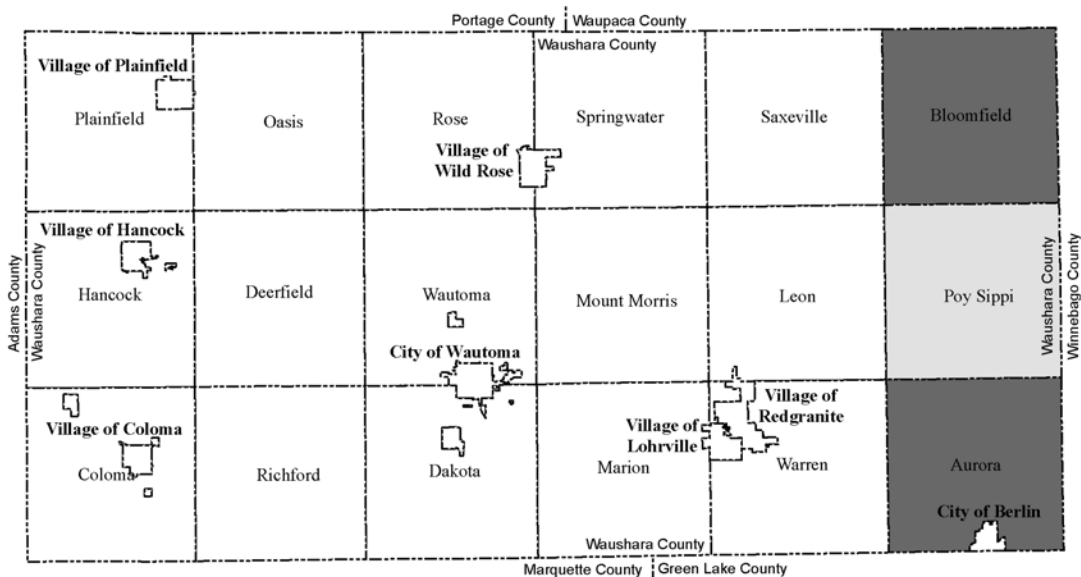 Portage County
Waupaca County
Waushara County
Village of Plainfield
Plainfield
Oasis
Rose
Springwater
Saxeville
Bloomfield
Village of
Wild Rose
Adams County
Waushara County
Village of Hancock
Hancock
Deerfield
Wautoma
Mount Morris
Leon
Poy Sippi
Waushara County
Winnebago County
City of Wautoma
Village of Coloma
Coloma
Richford
Dakota
Village of
Lohrville
Marion
Village of
Redgranite
Warren
Aurora
City of Berlin
Waushara County
Marquette County
Green Lake County